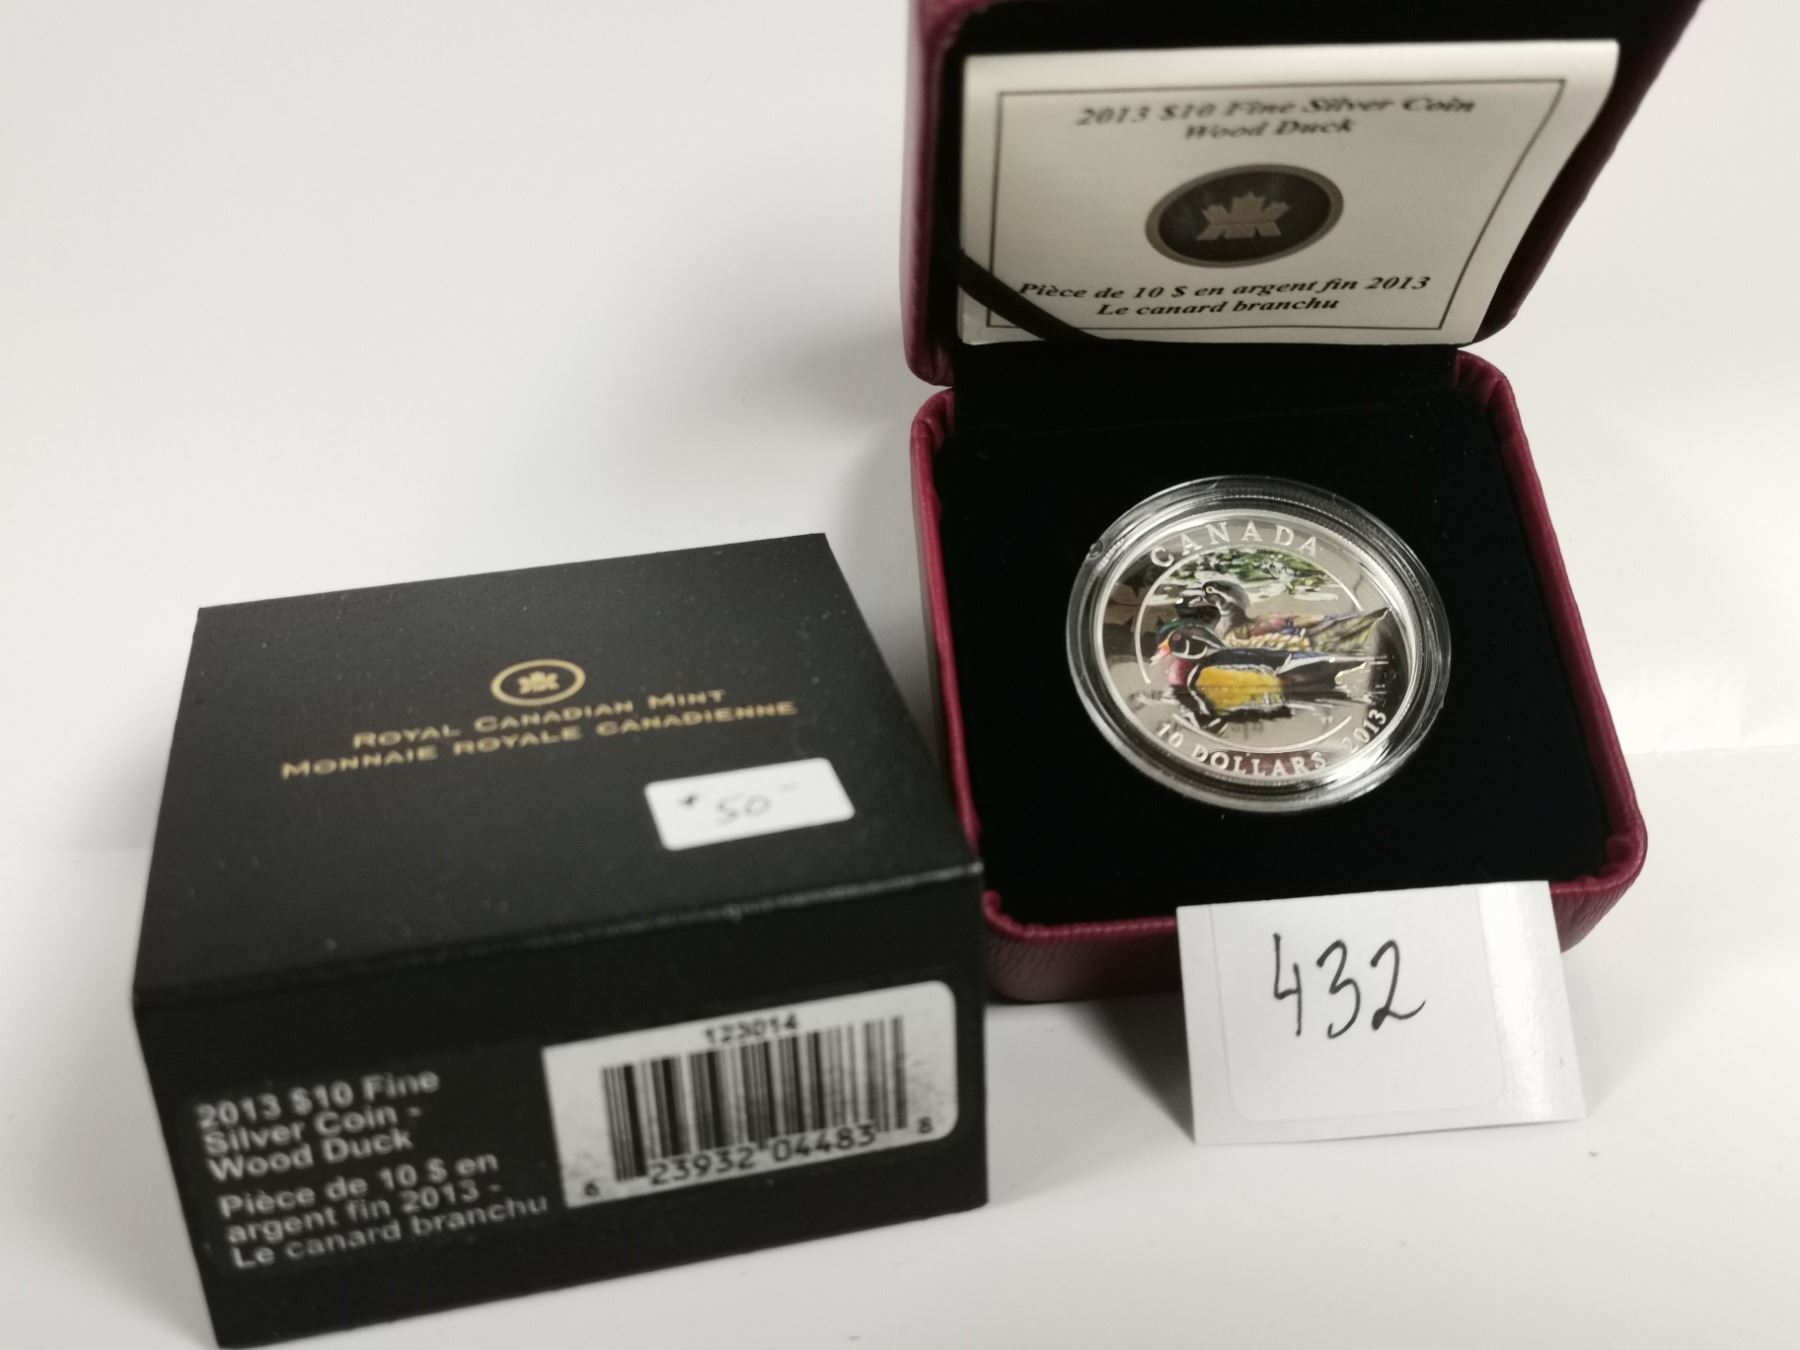 2013 $10 Fine Silver Coin
Wood Duck
Pièce de 10 $ en argent fin 2013
Le canard branchu
CANADA
10 DOLLARS 2013
ROYAL CANADIAN MINT
MONNAIE ROYALE CANADIENNE
50-
432
123014
2013 $10 Fine
Silver Coin -
Wood Duck
Pièce de 10 $ en
argent fin 2013 -
Le canard branchu
6 23932 04483 8